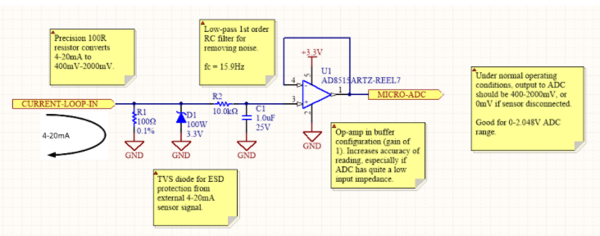 Precision 100R
resistor converts
4-20mA to
400mV-2000mV.
Low-pass 1st order
RC filter for
removing noise.
fc = 15.9Hz.
+3.3V
U1
AD8515ARTZ-REEL7
4
5
1
3
2
MICRO-ADC
CURRENT-LOOP-IN
R1
100Ω
0.1%
D1
100W
3.3V
R2
10.0kΩ
C1
1.0uF
25V
GND
GND
GND
GND
4-20mA
TVS diode for ESD
protection from
external 4-20mA
sensor signal.
Op-amp in buffer
configuration (gain of
1). Increases accuracy of
reading, especially if
ADC has quite a low
input impedance.
Under normal operating
conditions, output to ADC
should be 400-2000mV, or
0mV if sensor disconnected.
Good for 0-2.048V ADC
range.